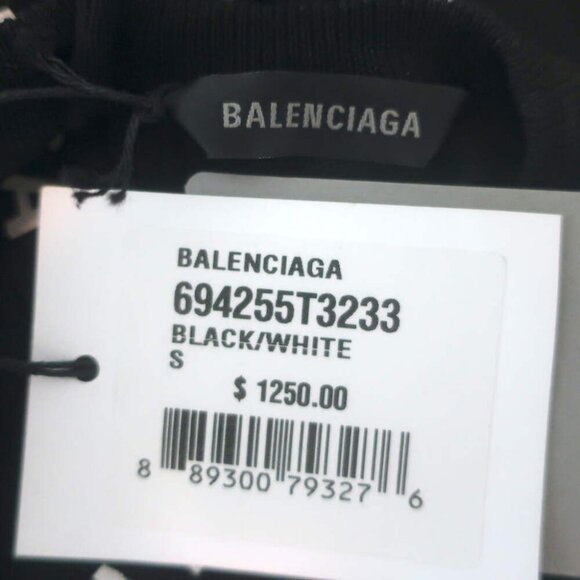 BALENCIAGA
BALENCIAGA
694255T3233
BLACK/WHITE
S
$ 1250.00
8 89300 79327 6